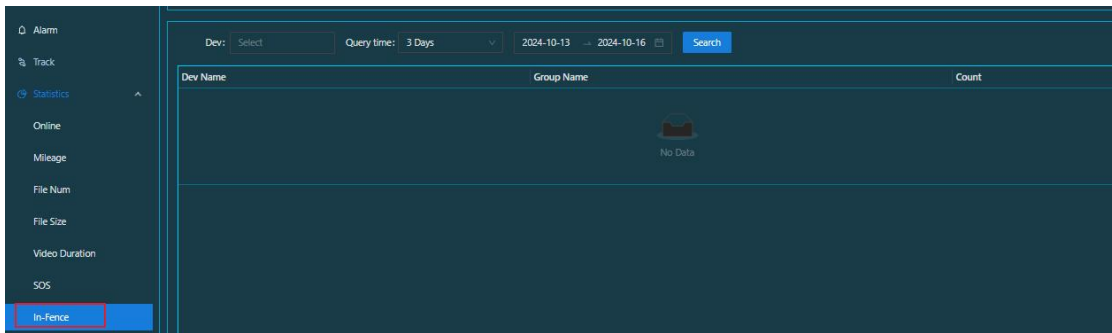 Alarm
Track
Statistics
Online
Mileage
File Num
File Size
Video Duration
SOS
In-Fence
Dev: Select Query time: 3 Days 2024-10-13 → 2024-10-16 Search
Dev Name Group Name Count
No Data